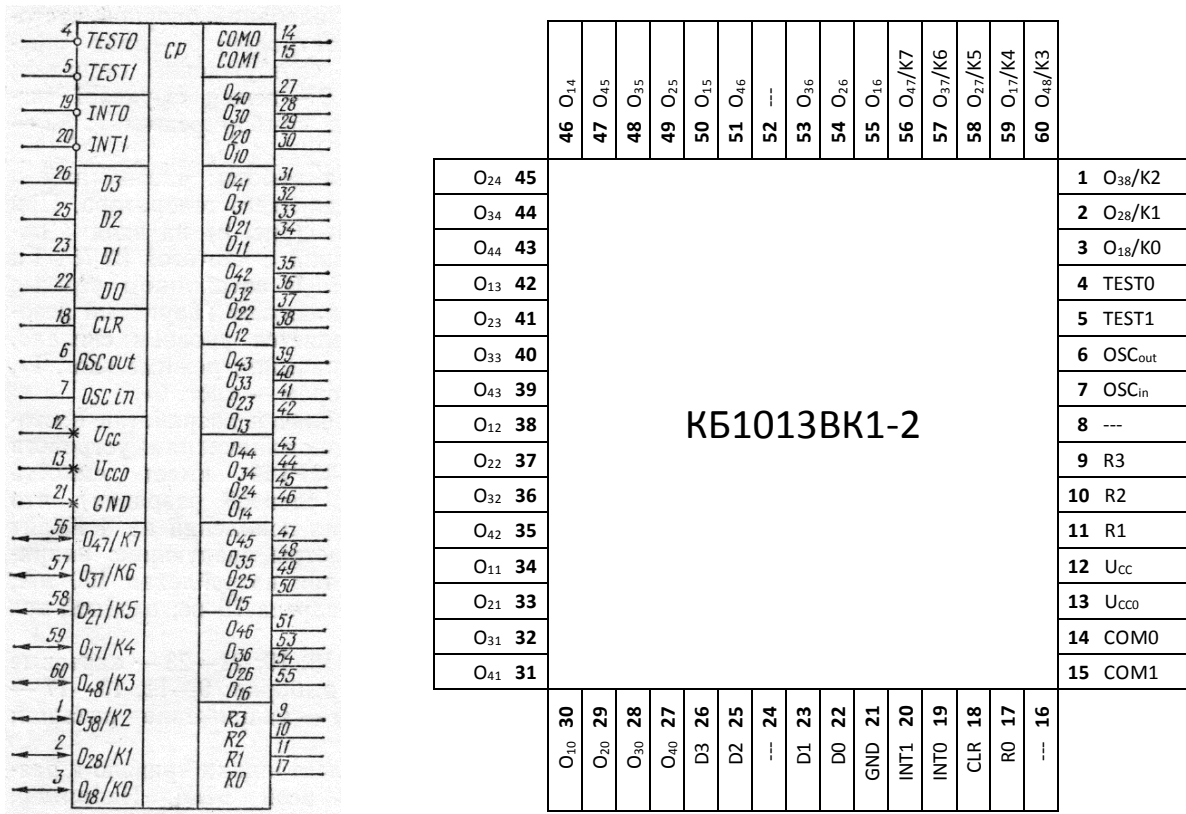 4 TEST0 CP COM0 14
COM1 15
5 TEST1
O40 27
19 INT0 O30 28
O20 29
20 INT1 O10 30
26 D3 O41 31
O31 32
25 D2 O21 33
O11 34
23 D1
O42 35
22 D0 O32 36
O22 37
18 CLR O12 38
6 OSC out O43 39
O33 40
7 OSC in O23 41
O13 42
12 UCC
O44 43
13 UCC0 O34 44
O24 45
21 GND O14 46
56 O47/K7 O45 47
O35 48
57 O37/K6 O25 49
O15 50
58 O27/K5
O46 51
59 O17/K4 O36 53
O26 54
60 O48/K3 O16 55
1 O38/K2 R3 9
R2 10
2 O28/K1 R1 11
R0 17
3 O18/K0
46 O14
47 O45
48 O35
49 O25
50 O15
51 O46
52 ---
53 O36
54 O26
55 O16
56 O47/K7
57 O37/K6
58 O27/K5
59 O17/K4
60 O48/K3
O24 45
O34 44
O44 43
O13 42
O23 41
O33 40
O43 39
O12 38
O22 37
O32 36
O42 35
O11 34
O21 33
O31 32
O41 31
КБ1013ВК1-2
1 O38/K2
2 O28/K1
3 O18/K0
4 TEST0
5 TEST1
6 OSCout
7 OSCin
8 ---
9 R3
10 R2
11 R1
12 UCC
13 UCC0
14 COM0
15 COM1
O10 30
O20 29
O30 28
O40 27
D3 26
D2 25
--- 24
D1 23
D0 22
GND 21
INT1 20
INT0 19
CLR 18
R0 17
--- 16